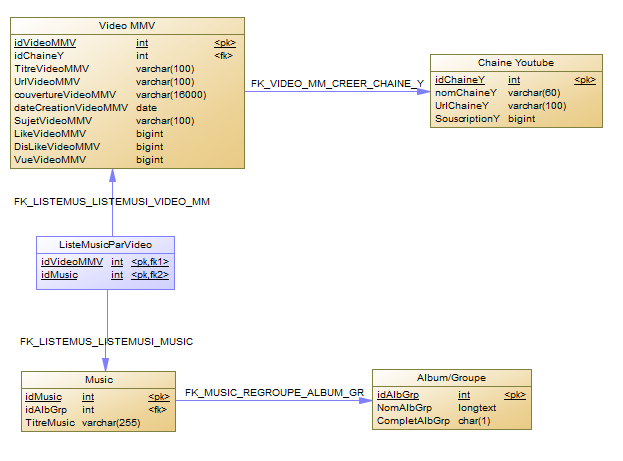 Video MMV
idVideoMMV int <pk>
idChaineY int <fk>
TitreVideoMMV varchar(100)
UrlVideoMMV varchar(100)
couvertureVideoMMV varchar(16000)
dateCreationVideoMMV date
SujetVideoMMV varchar(100)
LikeVideoMMV bigint
DisLikeVideoMMV bigint
VueVideoMMV bigint
FK_VIDEO_MM_CREER_CHAINE_Y
Chaine Youtube
idChaineY int <pk>
nomChaineY varchar(60)
UrlChaineY varchar(100)
SouscriptionY bigint
FK_LISTEMUS_LISTEMUSI_VIDEO_MM
ListeMusicParVideo
idVideoMMV int <pk,fk1>
idMusic int <pk,fk2>
FK_LISTEMUS_LISTEMUSI_MUSIC
Music
idMusic int <pk>
idAlbGrp int <fk>
TitreMusic varchar(255)
FK_MUSIC_REGROUPE_ALBUM_GR
Album/Groupe
idAlbGrp int <pk>
NomAlbGrp longtext
CompletAlbGrp char(1)